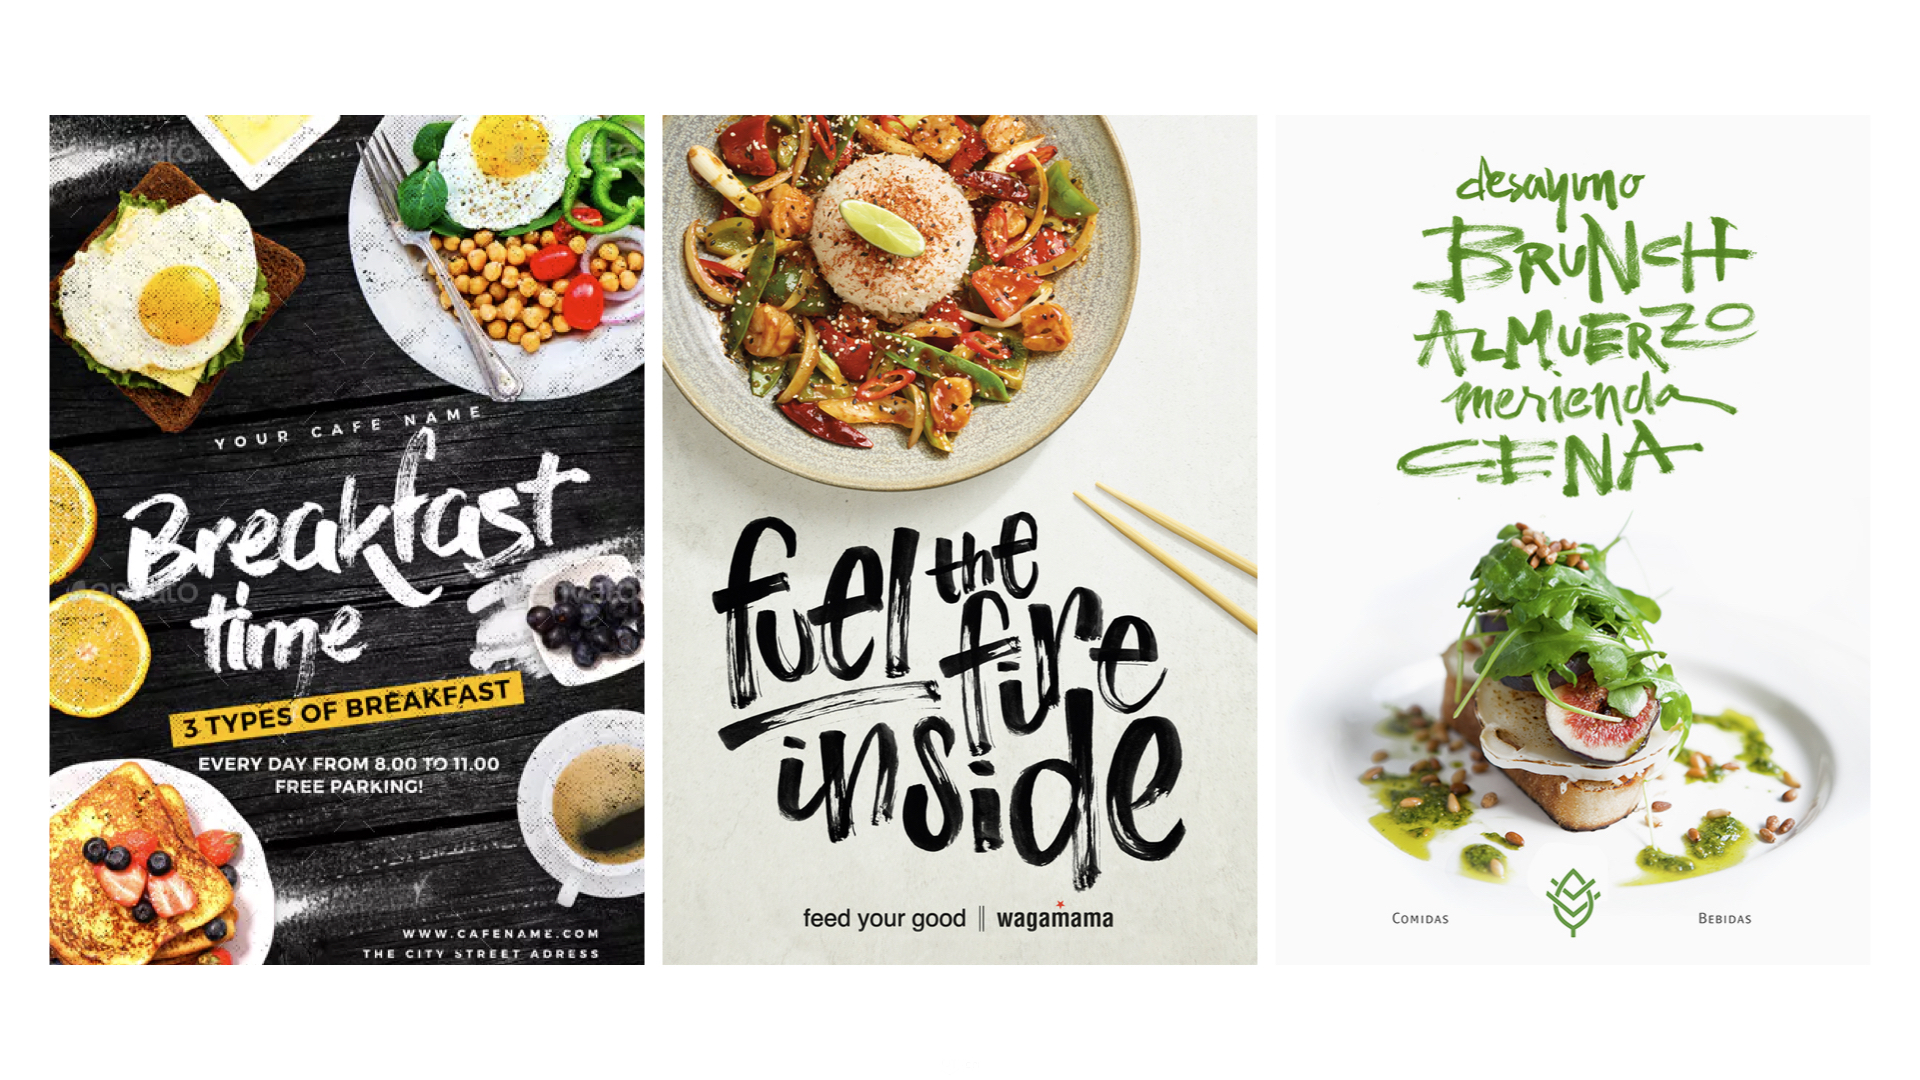 YOUR CAFE NAME
Breakfast
time
3 TYPES OF BREAKFAST
EVERY DAY FROM 8.00 TO 11.00
FREE PARKING!
WWW.CAFENAME.COM
THE CITY STREET ADRESS
envato
envato
fuel the
fire
inside
feed your good || wagamama
desayuno
BRUNCH
ALMUERZO
merienda
CENA
COMIDAS
BEBIDAS